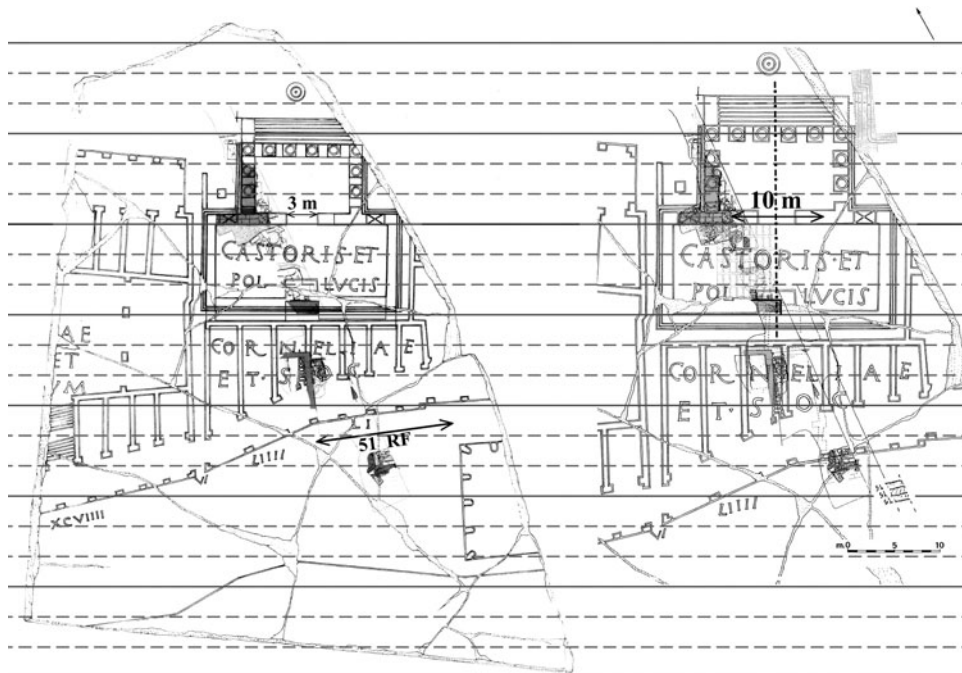 3 m
CASTORIS·ET
POL LVCIS
AE
ET
VM
CORNELIAE
ET·S
LI
51 RF
LIIII
XCVIIII
10 m
CASTORIS·ET
POL LVCIS
CORNELIAE
ET·SOC
LIIII
m. 0 5 10